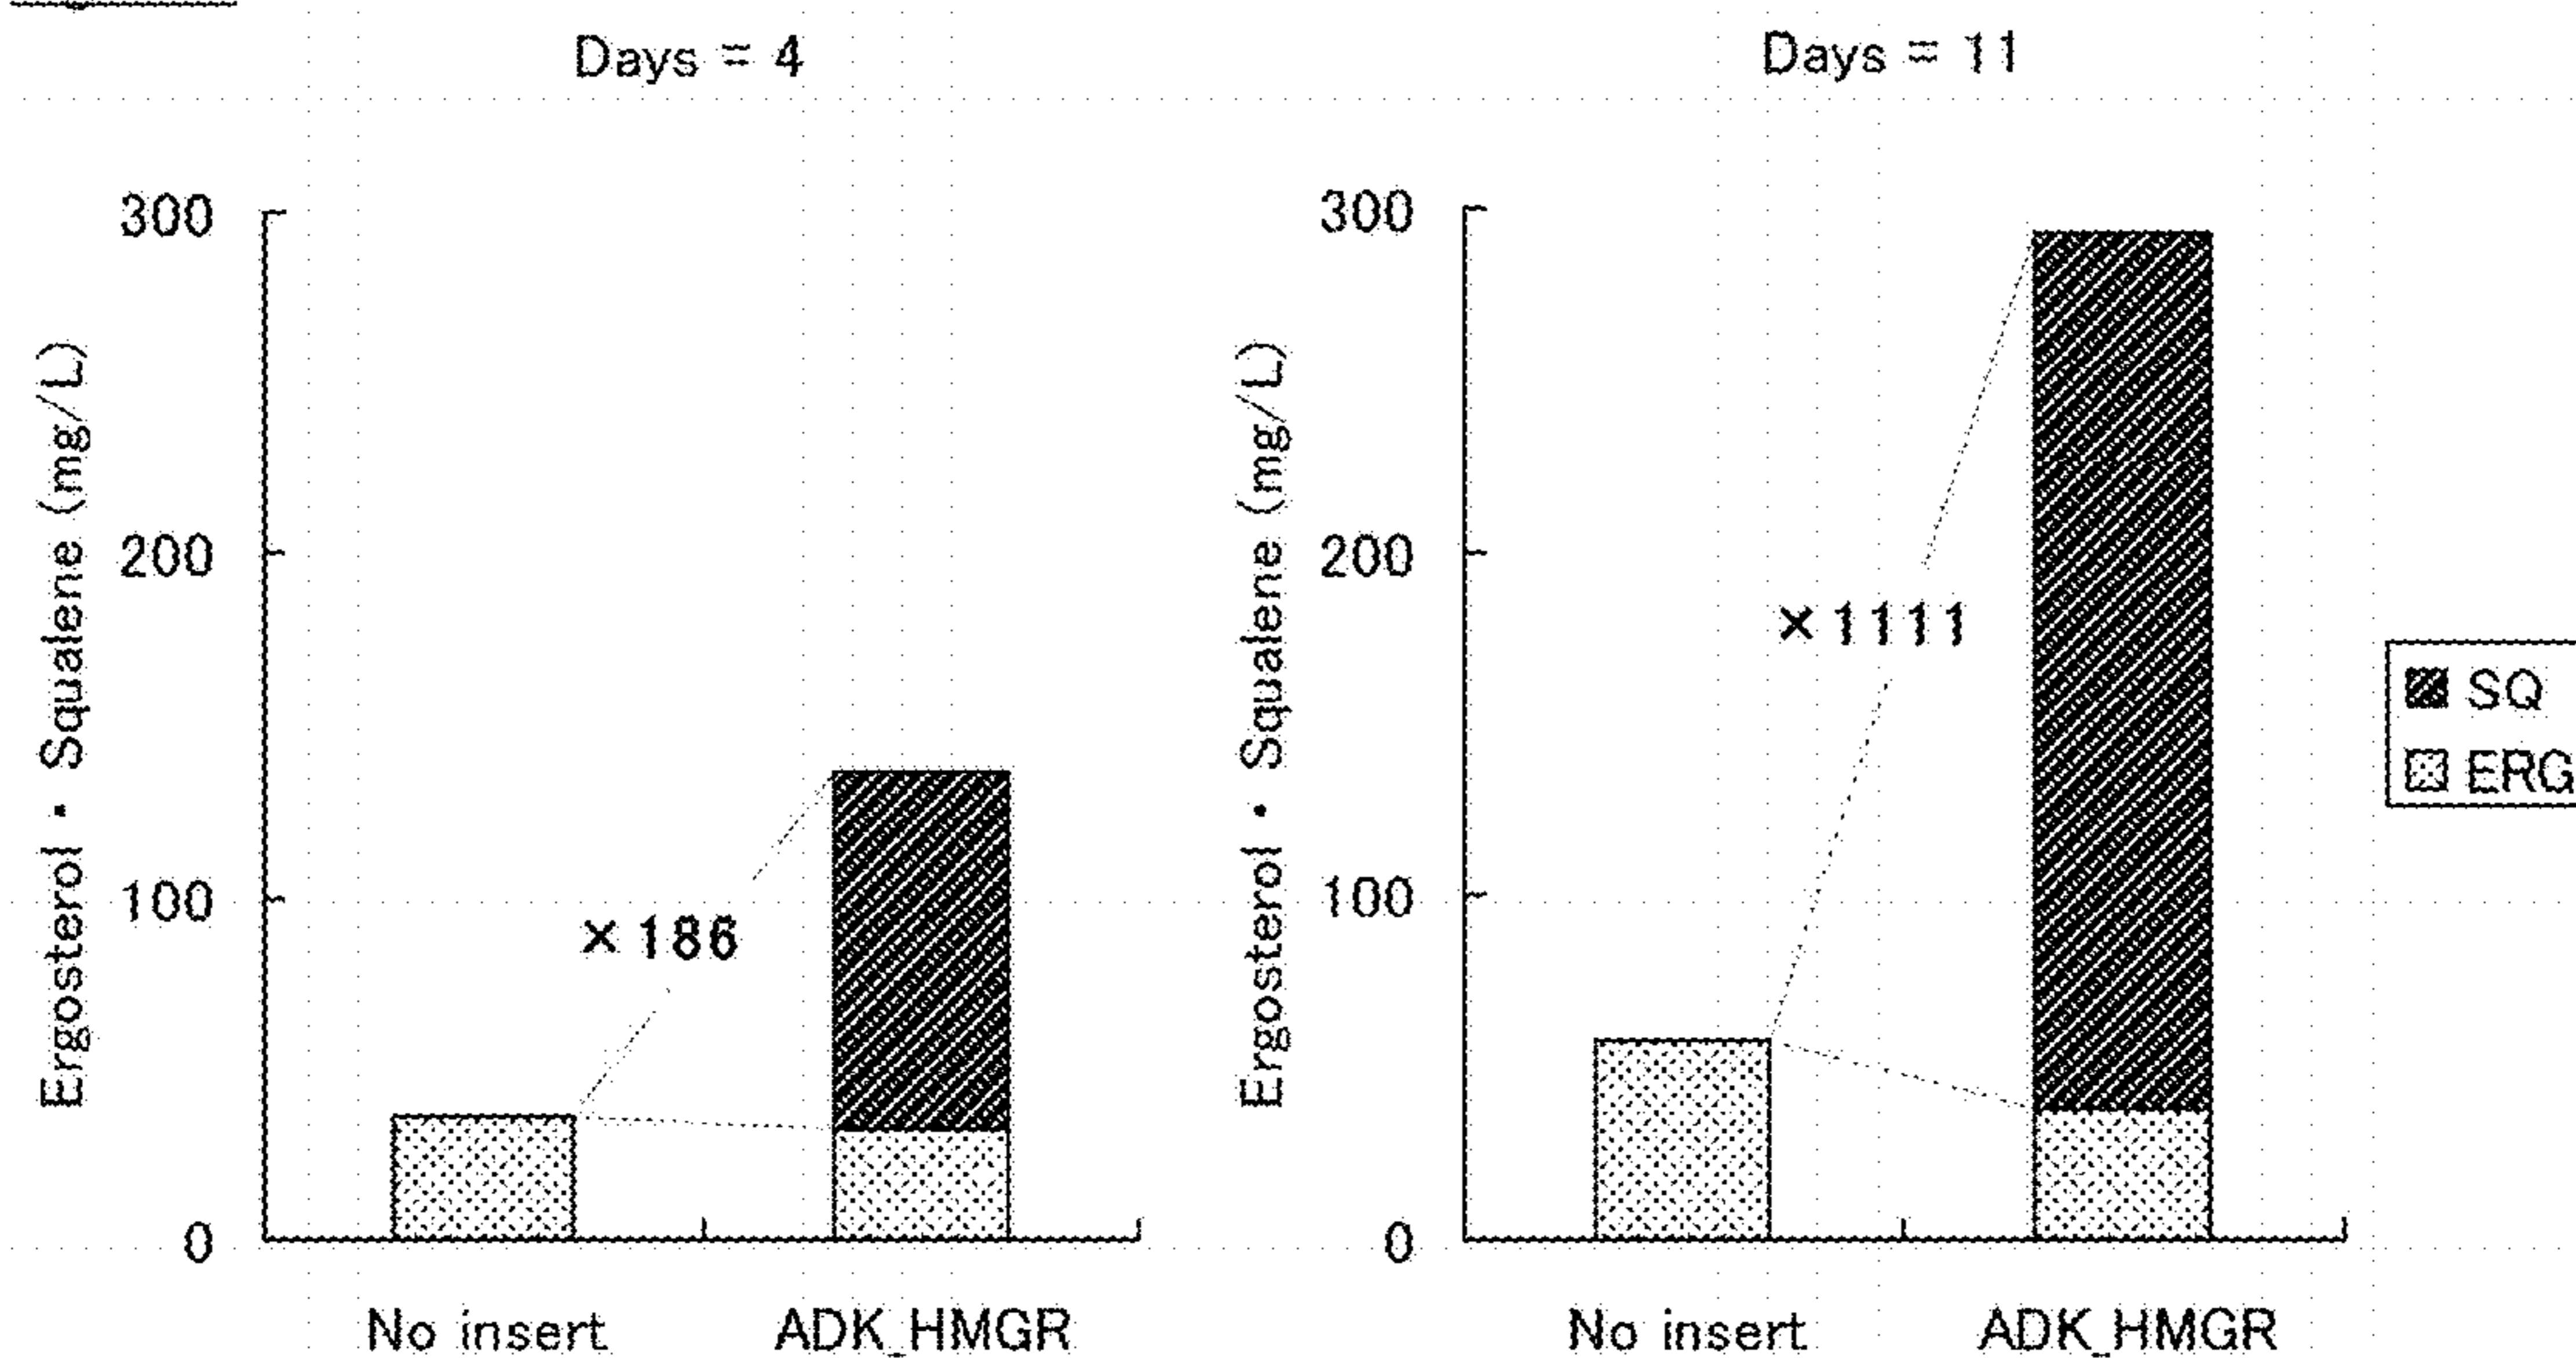 Days = 4
300
200
100
0
Ergosterol・Squalene (mg/L)
×186
No insert
ADK_HMGR
Days = 11
300
200
100
0
Ergosterol・Squalene (mg/L)
×1111
No insert
ADK_HMGR
SQ
ERG